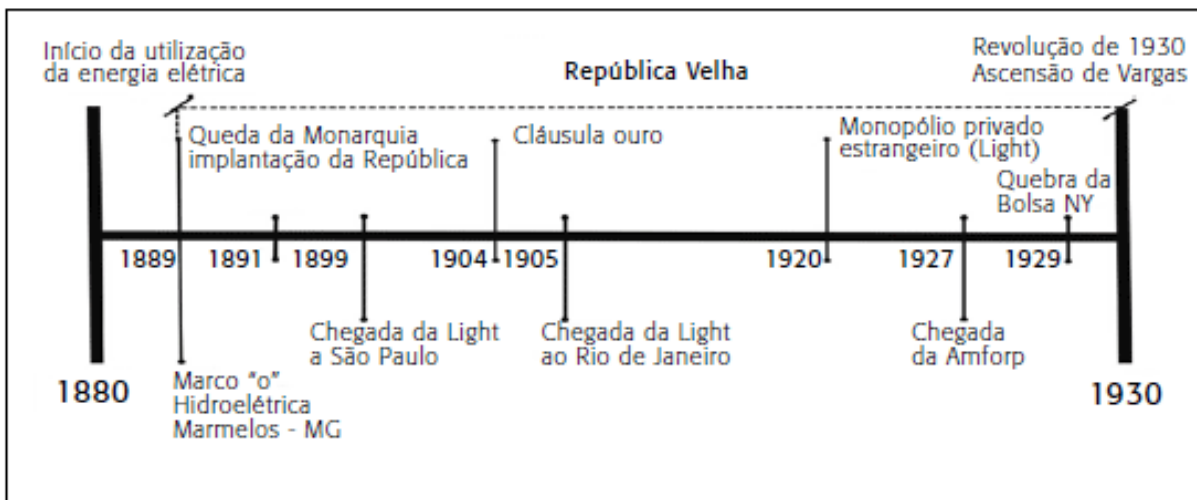 Início da utilização
da energia elétrica
República Velha
Revolução de 1930
Ascensão de Vargas
Queda da Monarquia
implantação da República
Cláusula ouro
Monopólio privado
estrangeiro (Light)
Quebra da
Bolsa NY
1889
1891
1899
1904
1905
1920
1927
1929
Chegada da Light
a São Paulo
Chegada da Light
ao Rio de Janeiro
Chegada
da Amforp
1880
Marco "o"
Hidroelétrica
Marmelos - MG
1930